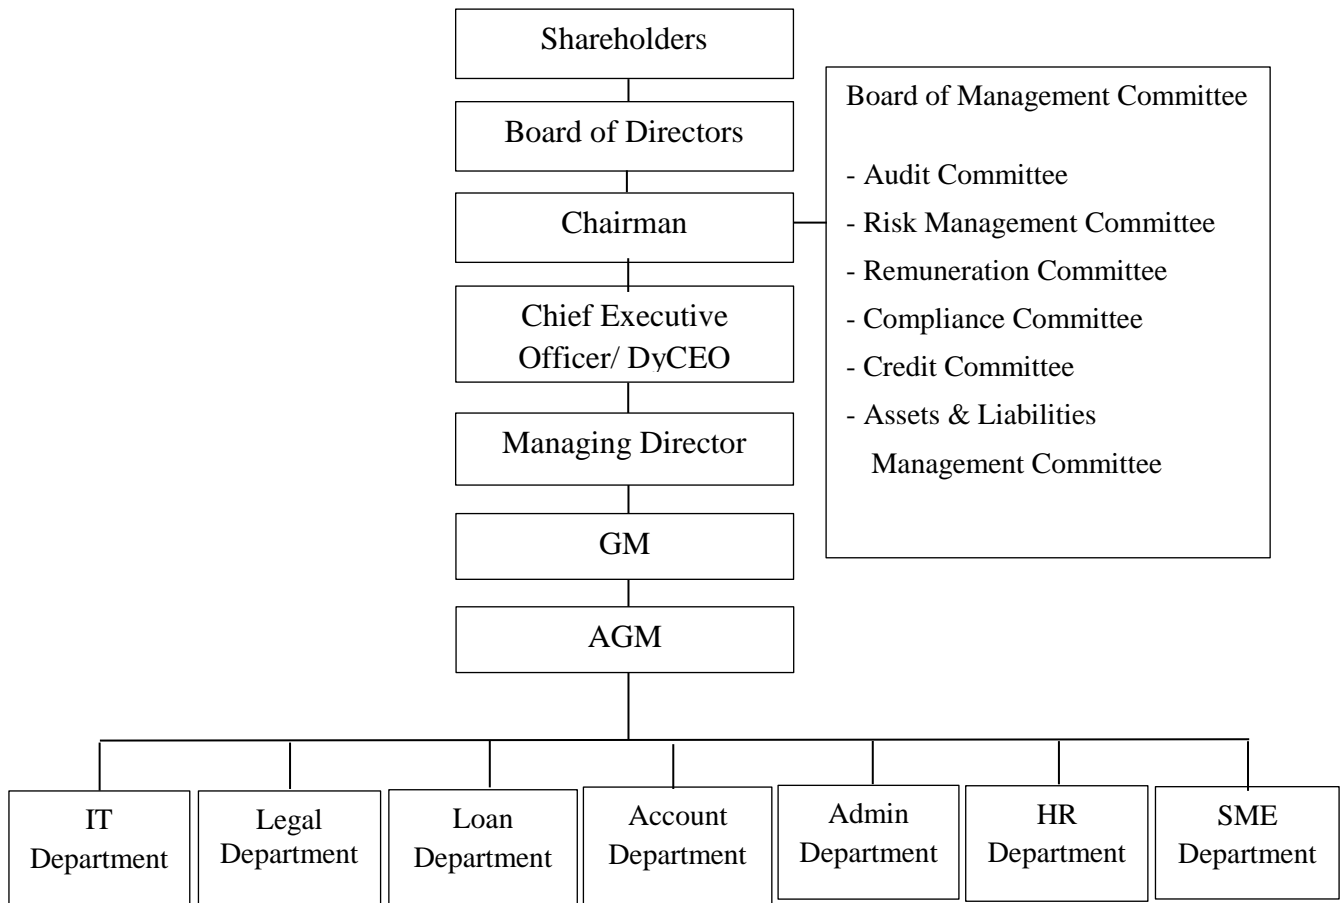 Shareholders
Board of Directors
Chairman
Chief Executive
Officer/ DyCEO
Managing Director
GM
AGM
Board of Management Committee
- Audit Committee
- Risk Management Committee
- Remuneration Committee
- Compliance Committee
- Credit Committee
- Assets & Liabilities
Management Committee
IT
Department
Legal
Department
Loan
Department
Account
Department
Admin
Department
HR
Department
SME
Department